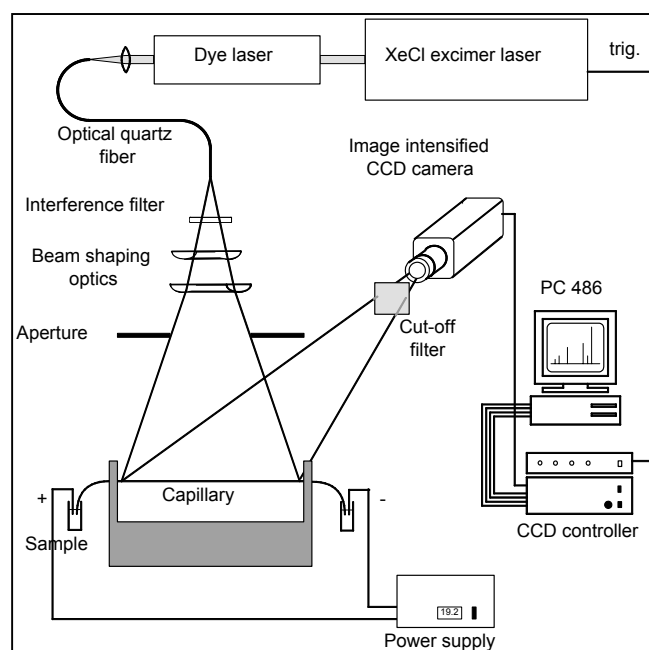 Dye laser
XeCl excimer laser
trig.
Optical quartz
fiber
Image intensified
CCD camera
Interference filter
Beam shaping
optics
PC 486
Aperture
Cut-off
filter
+
Capillary
-
Sample
CCD controller
19.2
Power supply